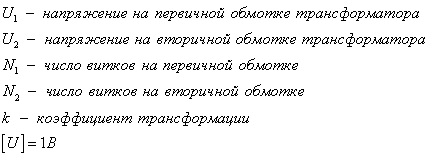 U₁ – напряжение на первичной обмотке трансформатора
U₂ – напряжение на вторичной обмотке трансформатора
N₁ – число витков на первичной обмотке
N₂ – число витков на вторичной обмотке
k – коэффициент трансформации
[U]=1В